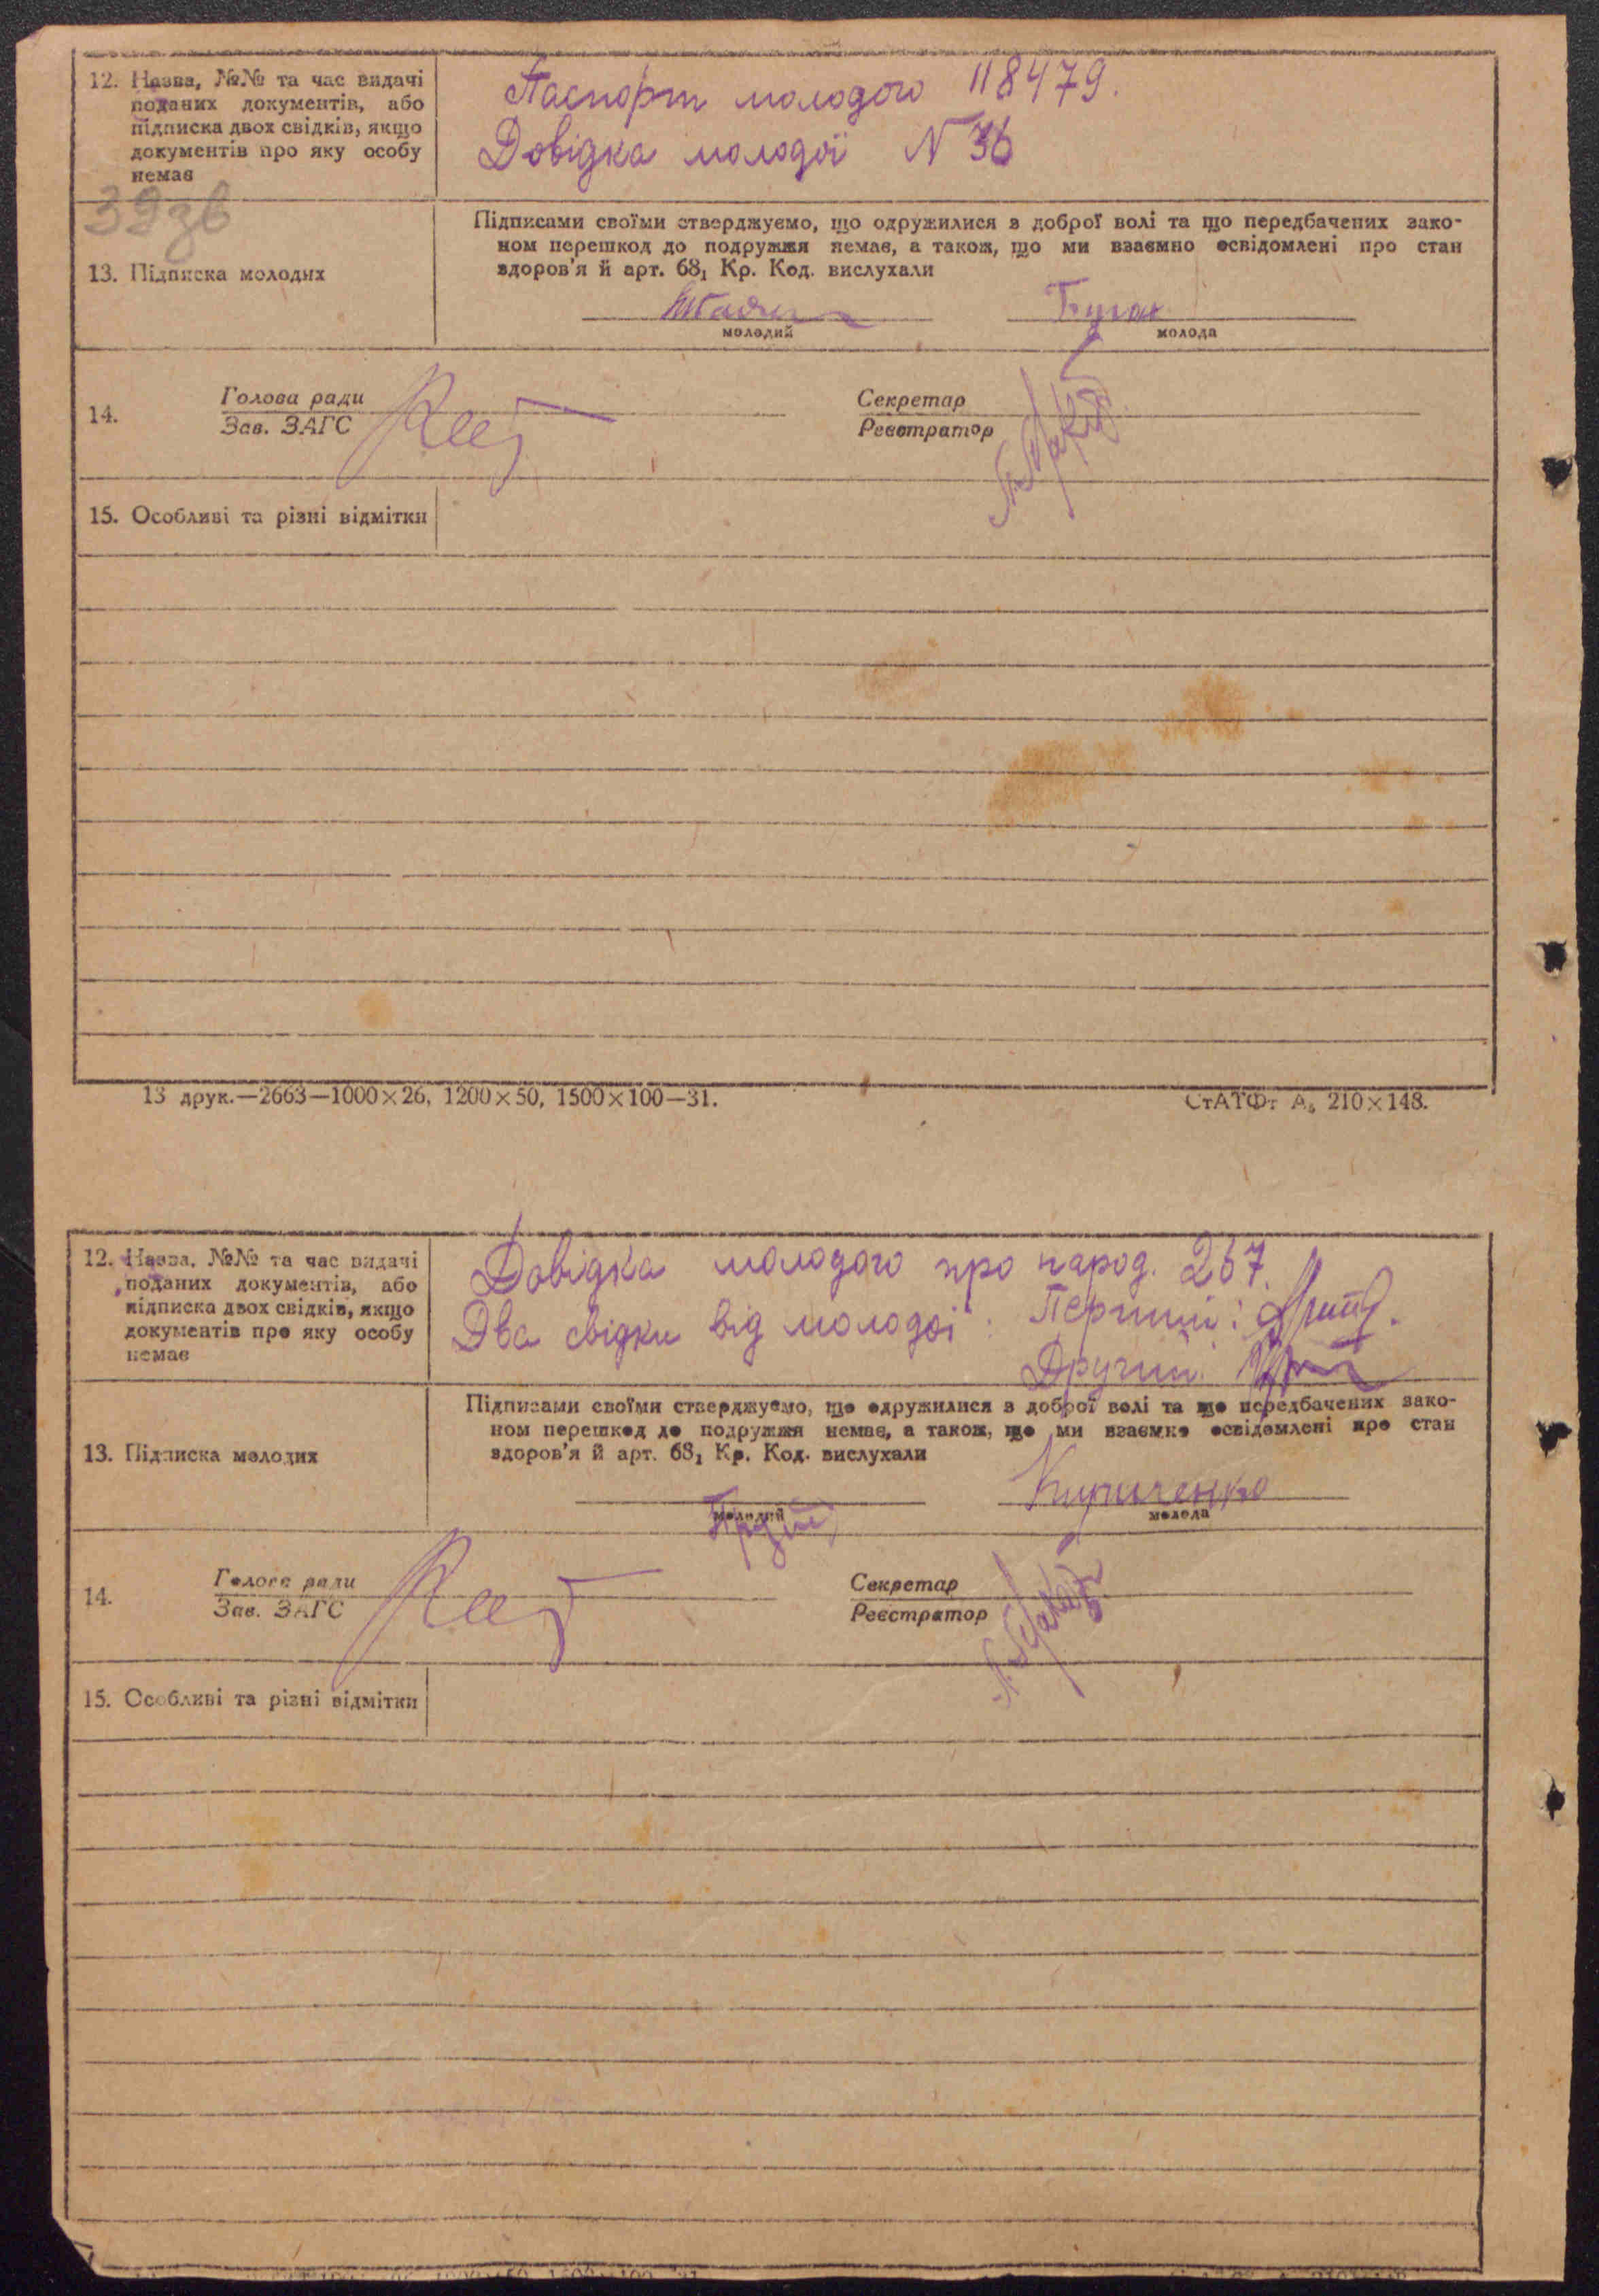 12. Назва, №№ та час видачі
поданих документів, або
підписка двох свідків, якщо
документів про яку особу
немає
Паспорт молодого 118479.
Довідка молодої N 36
39зв
Підписами своїми стверджуємо, що одружилися з доброї волі та що передбачених зако-
ном перешкод до подружжя немає, а також, що ми взаємно освідомлені про стан
здоров'я й арт. 68₁ Кр. Код. вислухали
13. Підписка молодих
молодий
молода
14.
Голова ради
Зав. ЗАГС
Секретар
Реєстратор
15. Особливі та різні відмітки
13 друк.—2663—1000×26, 1200×50, 1500×100—31.
СтАТФт А₅ 210×148.
12. Назва, №№ та час видачі
поданих документів, або
підписка двох свідків, якщо
документів про яку особу
немає
Довідка молодого про народ. 267.
Два свідки від молодої: Перший:
Другий:
Підписами своїми стверджуємо, що одружилися з доброї волі та що передбачених зако-
ном перешкод до подружжя немає, а також, що ми взаємно освідомлені про стан
здоров'я й арт. 68₁ Кр. Код. вислухали
13. Підписка молодих
Кириченко
молодий
молода
14.
Голова ради
Зав. ЗАГС
Секретар
Реєстратор
15. Особливі та різні відмітки